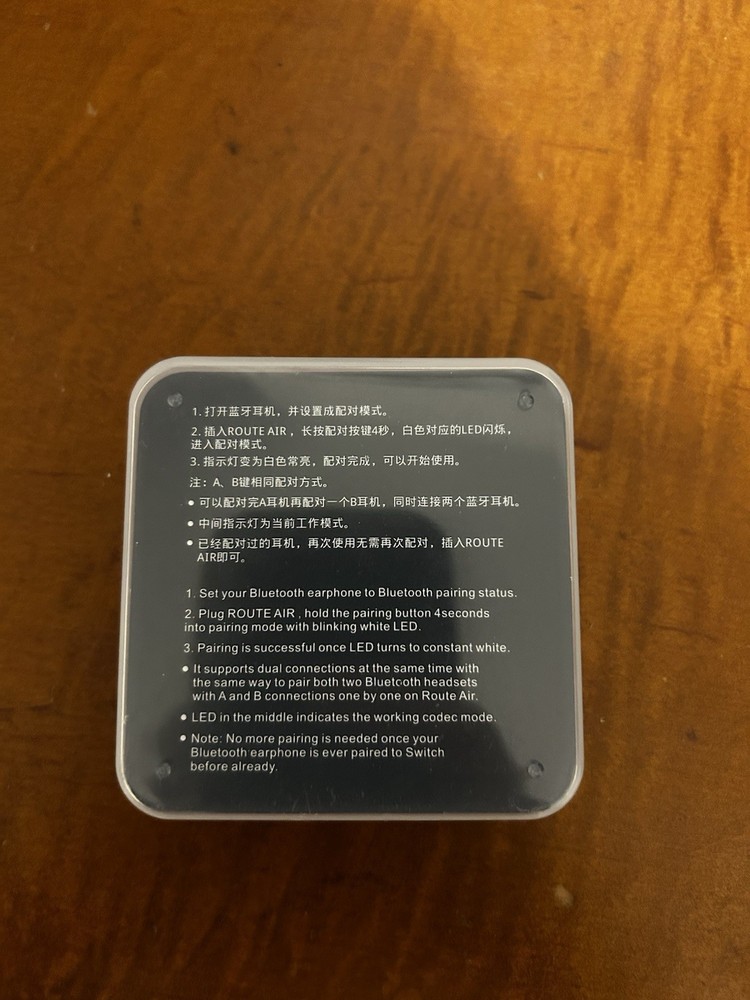 1. 打开蓝牙耳机，并设置成配对模式。
2. 插入ROUTE AIR，长按配对按键4秒，白色对应的LED闪烁，
进入配对模式。
3. 指示灯变为白色常亮，配对完成，可以开始使用。
注：A、B键相同配对方式。
• 可以配对完A耳机再配对一个B耳机，同时连接两个蓝牙耳机。
• 中间指示灯为当前工作模式。
• 已经配对过的耳机，再次使用无需再次配对，插入ROUTE
AIR即可。
1. Set your Bluetooth earphone to Bluetooth pairing status.
2. Plug ROUTE AIR , hold the pairing button 4seconds
into pairing mode with blinking white LED.
3. Pairing is successful once LED turns to constant white.
• It supports dual connections at the same time with
the same way to pair both two Bluetooth headsets
with A and B connections one by one on Route Air.
• LED in the middle indicates the working codec mode.
• Note: No more pairing is needed once your
Bluetooth earphone is ever paired to Switch
before already.